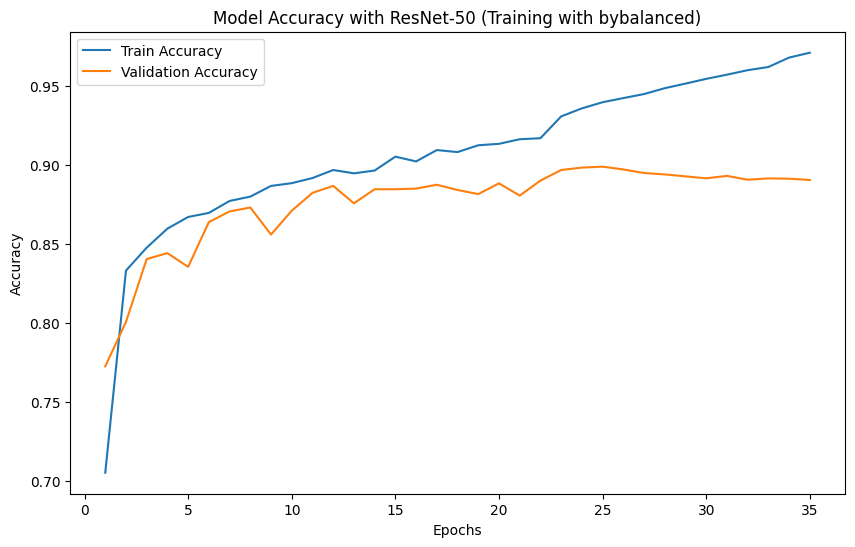 Model Accuracy with ResNet-50 (Training with bybalanced)
Train Accuracy
Validation Accuracy
0.95
0.90
0.85
0.80
0.75
0.70
Accuracy
0 5 10 15 20 25 30 35
Epochs